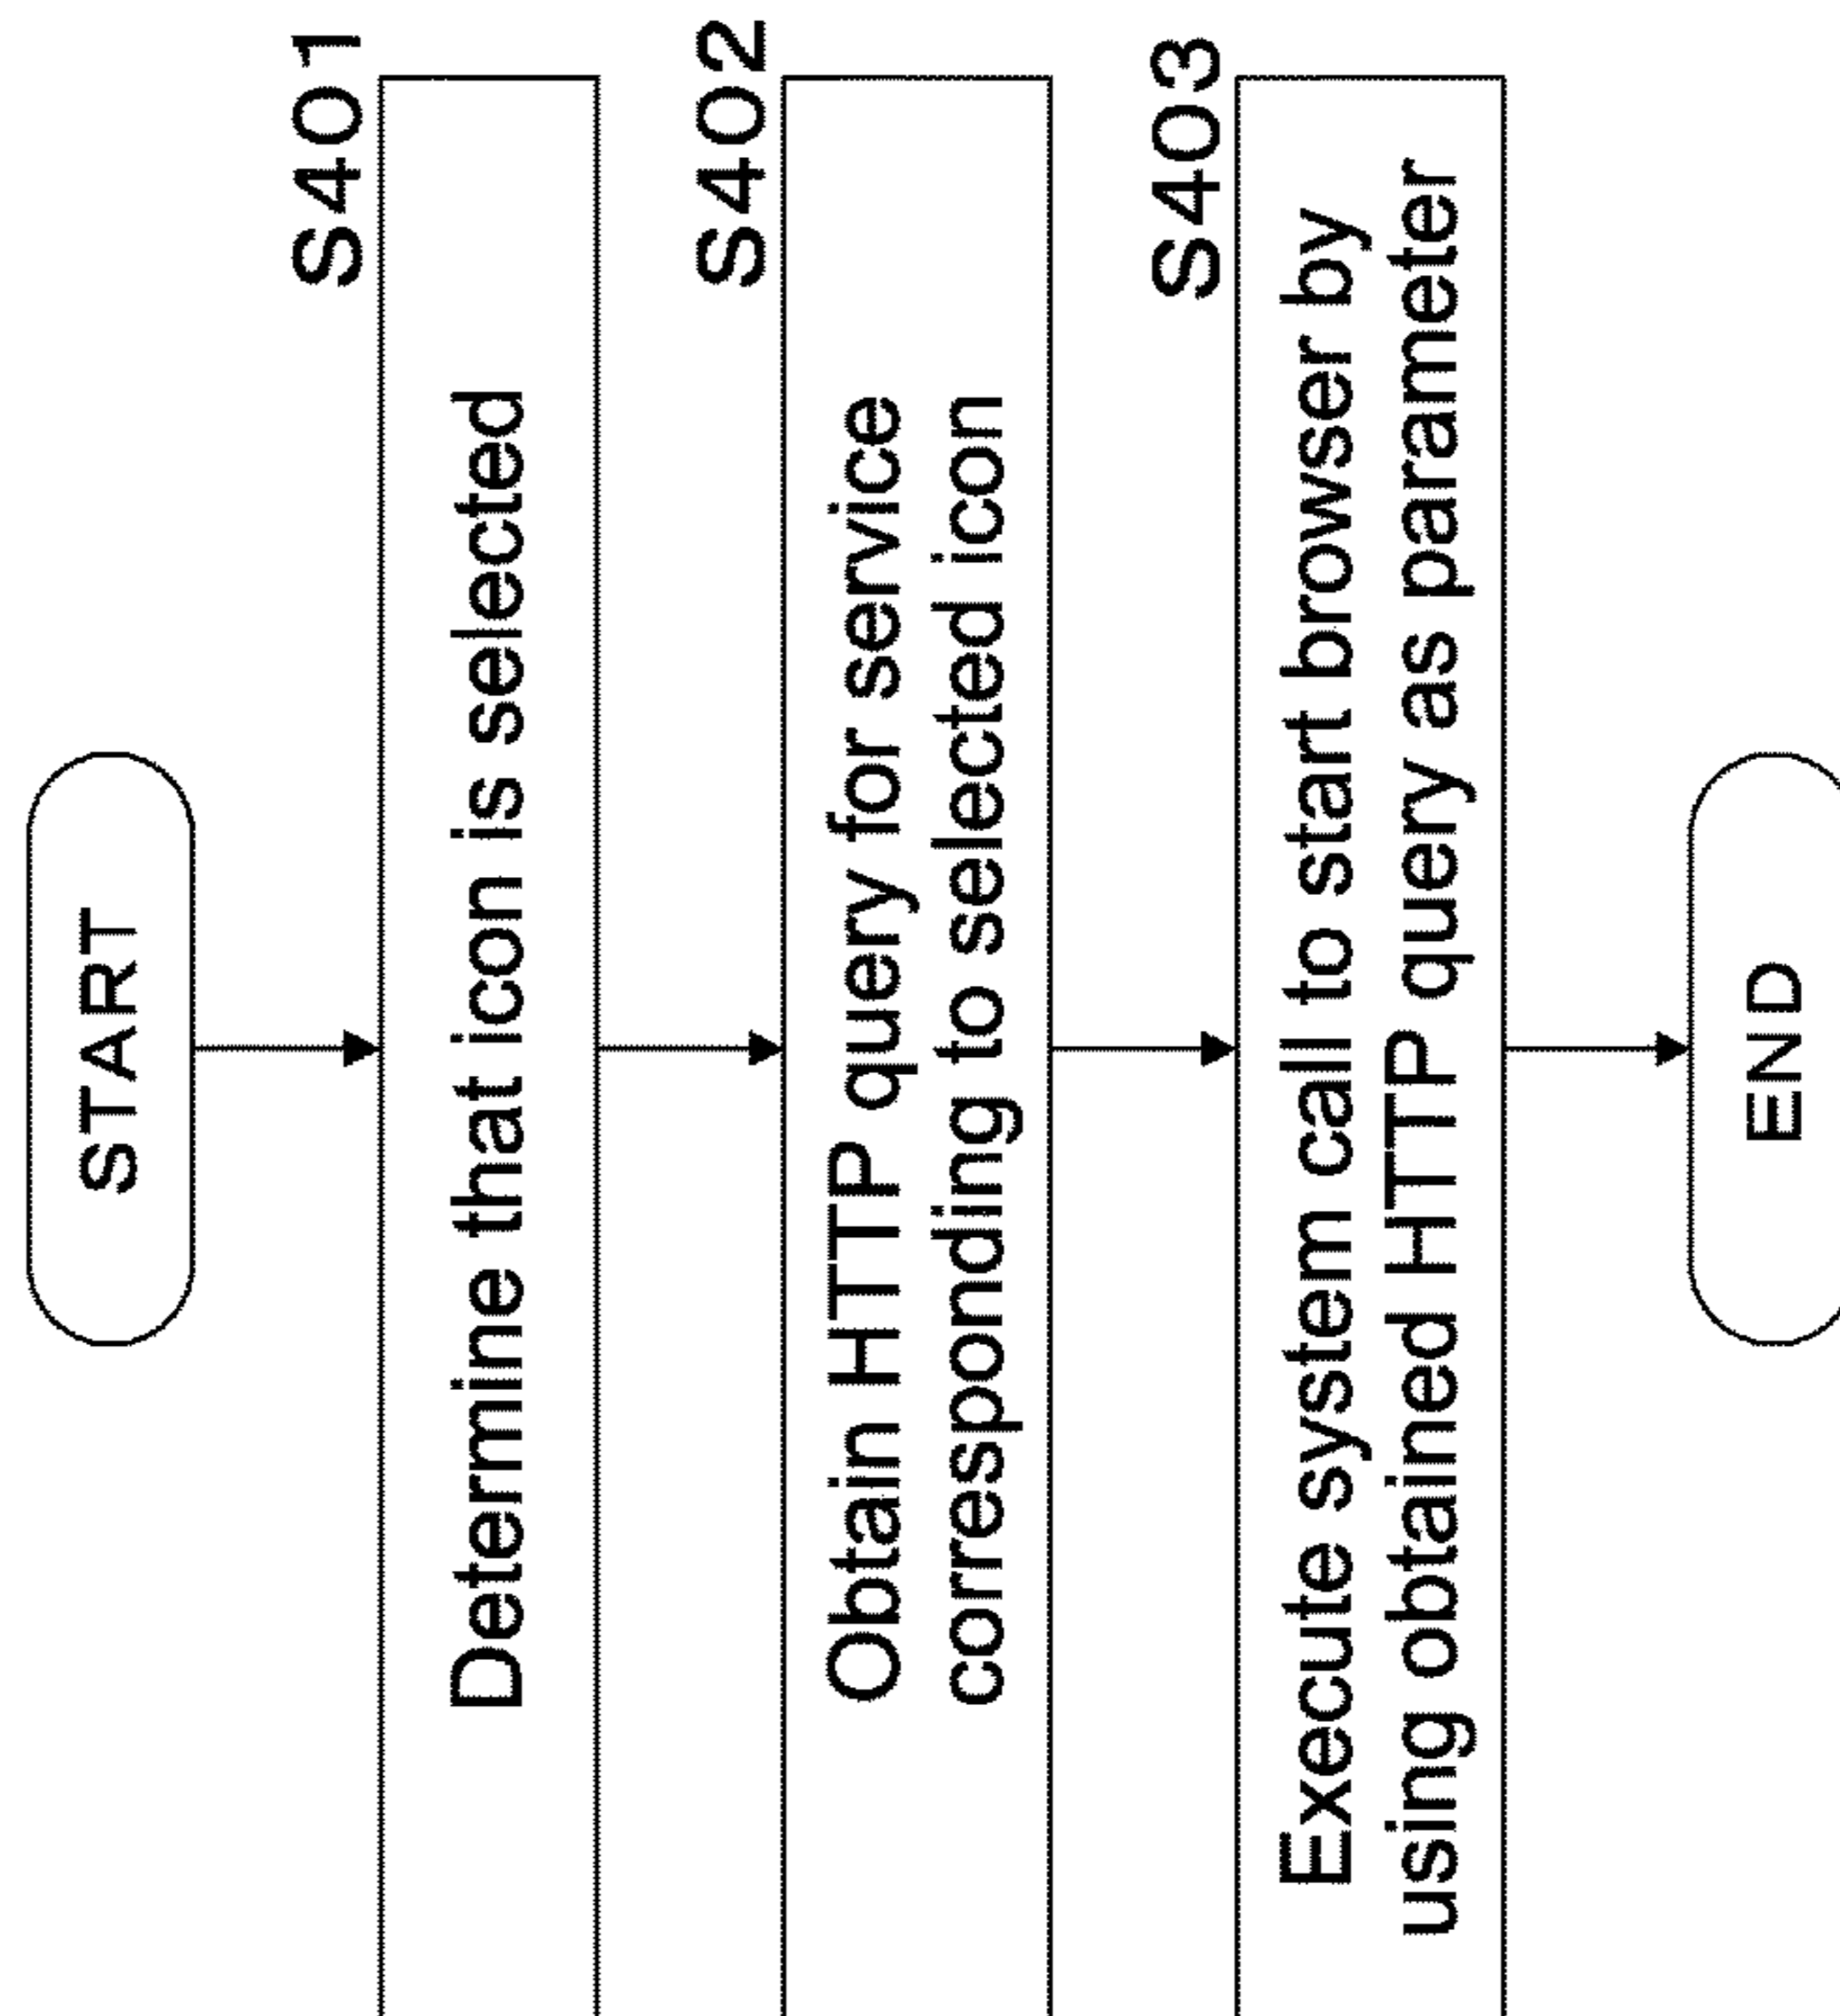 START
S401
Determine that icon is selected
S402
Obtain HTTP query for service
corresponding to selected icon
S403
Execute system call to start browser by
using obtained HTTP query as parameter
END